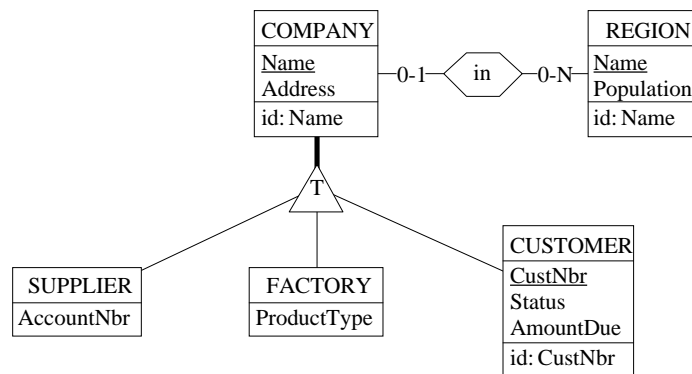 COMPANY
Name
Address
id: Name
0-1
in
0-N
REGION
Name
Population
id: Name
T
SUPPLIER
AccountNbr
FACTORY
ProductType
CUSTOMER
CustNbr
Status
AmountDue
id: CustNbr